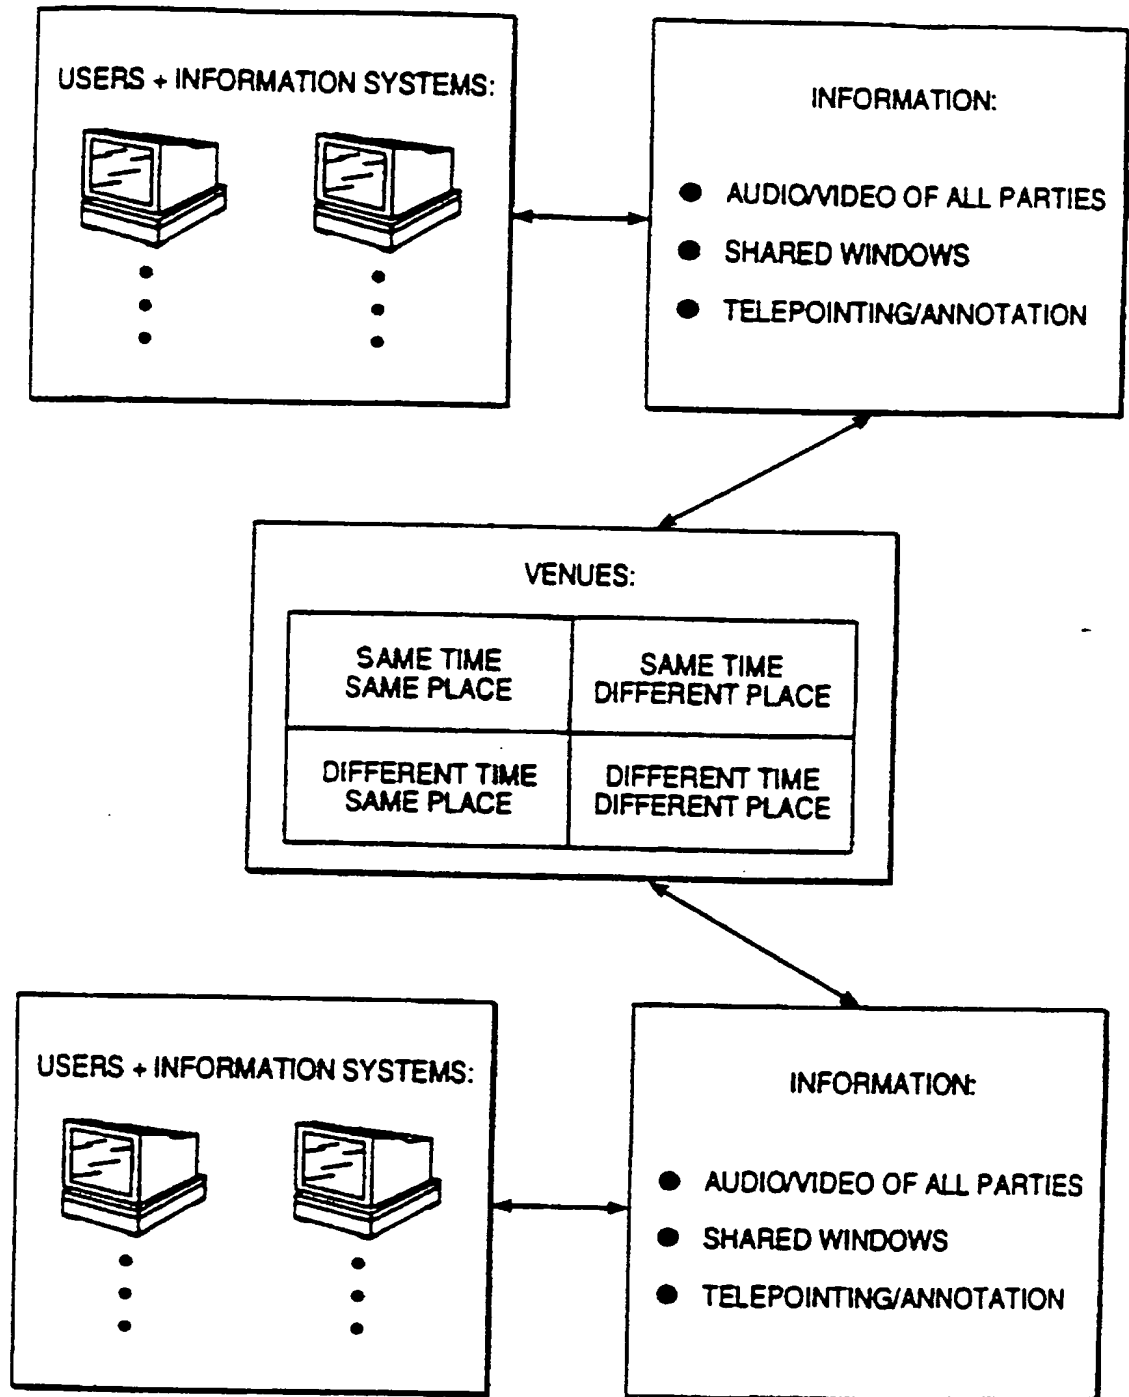 USERS + INFORMATION SYSTEMS:
INFORMATION:
● AUDIO/VIDEO OF ALL PARTIES
● SHARED WINDOWS
● TELEPOINTING/ANNOTATION
VENUES:
SAME TIME
SAME PLACE
SAME TIME
DIFFERENT PLACE
DIFFERENT TIME
SAME PLACE
DIFFERENT TIME
DIFFERENT PLACE
USERS + INFORMATION SYSTEMS:
INFORMATION:
● AUDIO/VIDEO OF ALL PARTIES
● SHARED WINDOWS
● TELEPOINTING/ANNOTATION